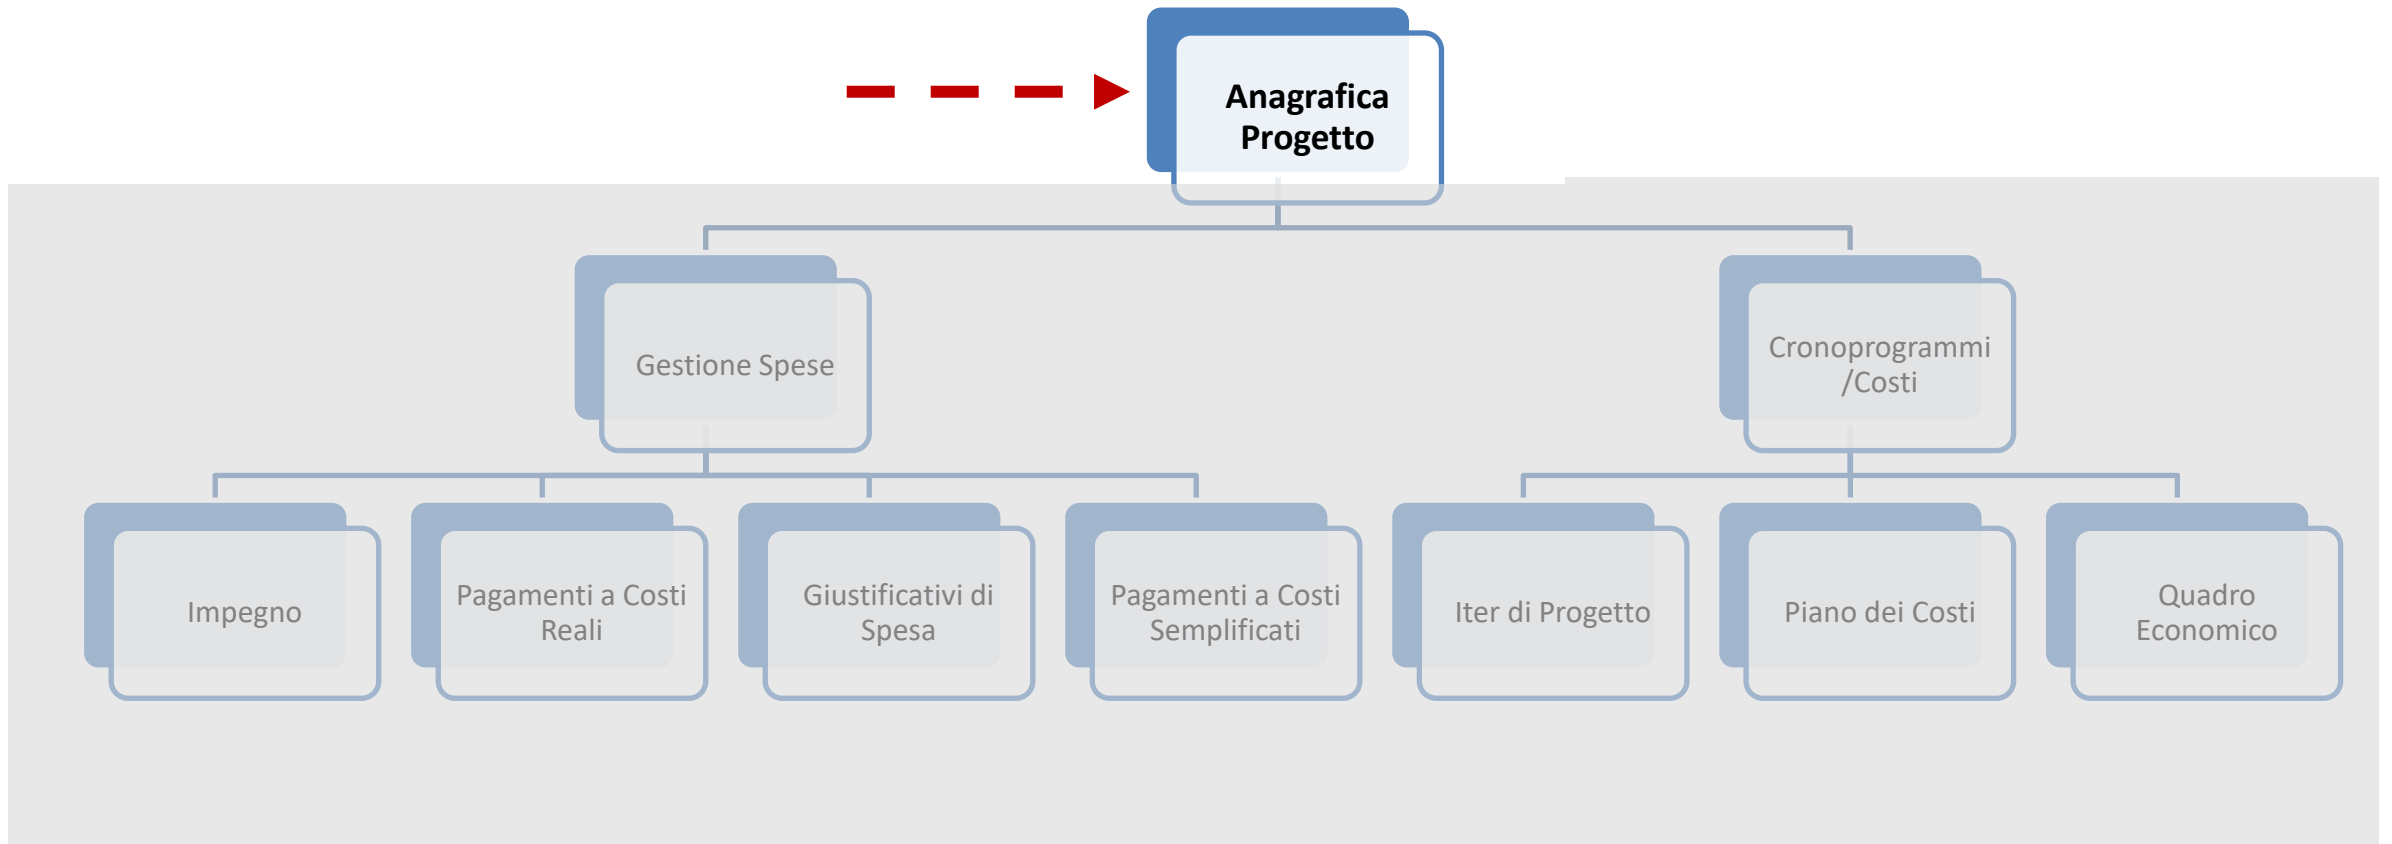 Anagrafica
Progetto
Gestione Spese
Cronoprogrammi
/Costi
Impegno
Pagamenti a Costi
Reali
Giustificativi di
Spesa
Pagamenti a Costi
Semplificati
Iter di Progetto
Piano dei Costi
Quadro
Economico